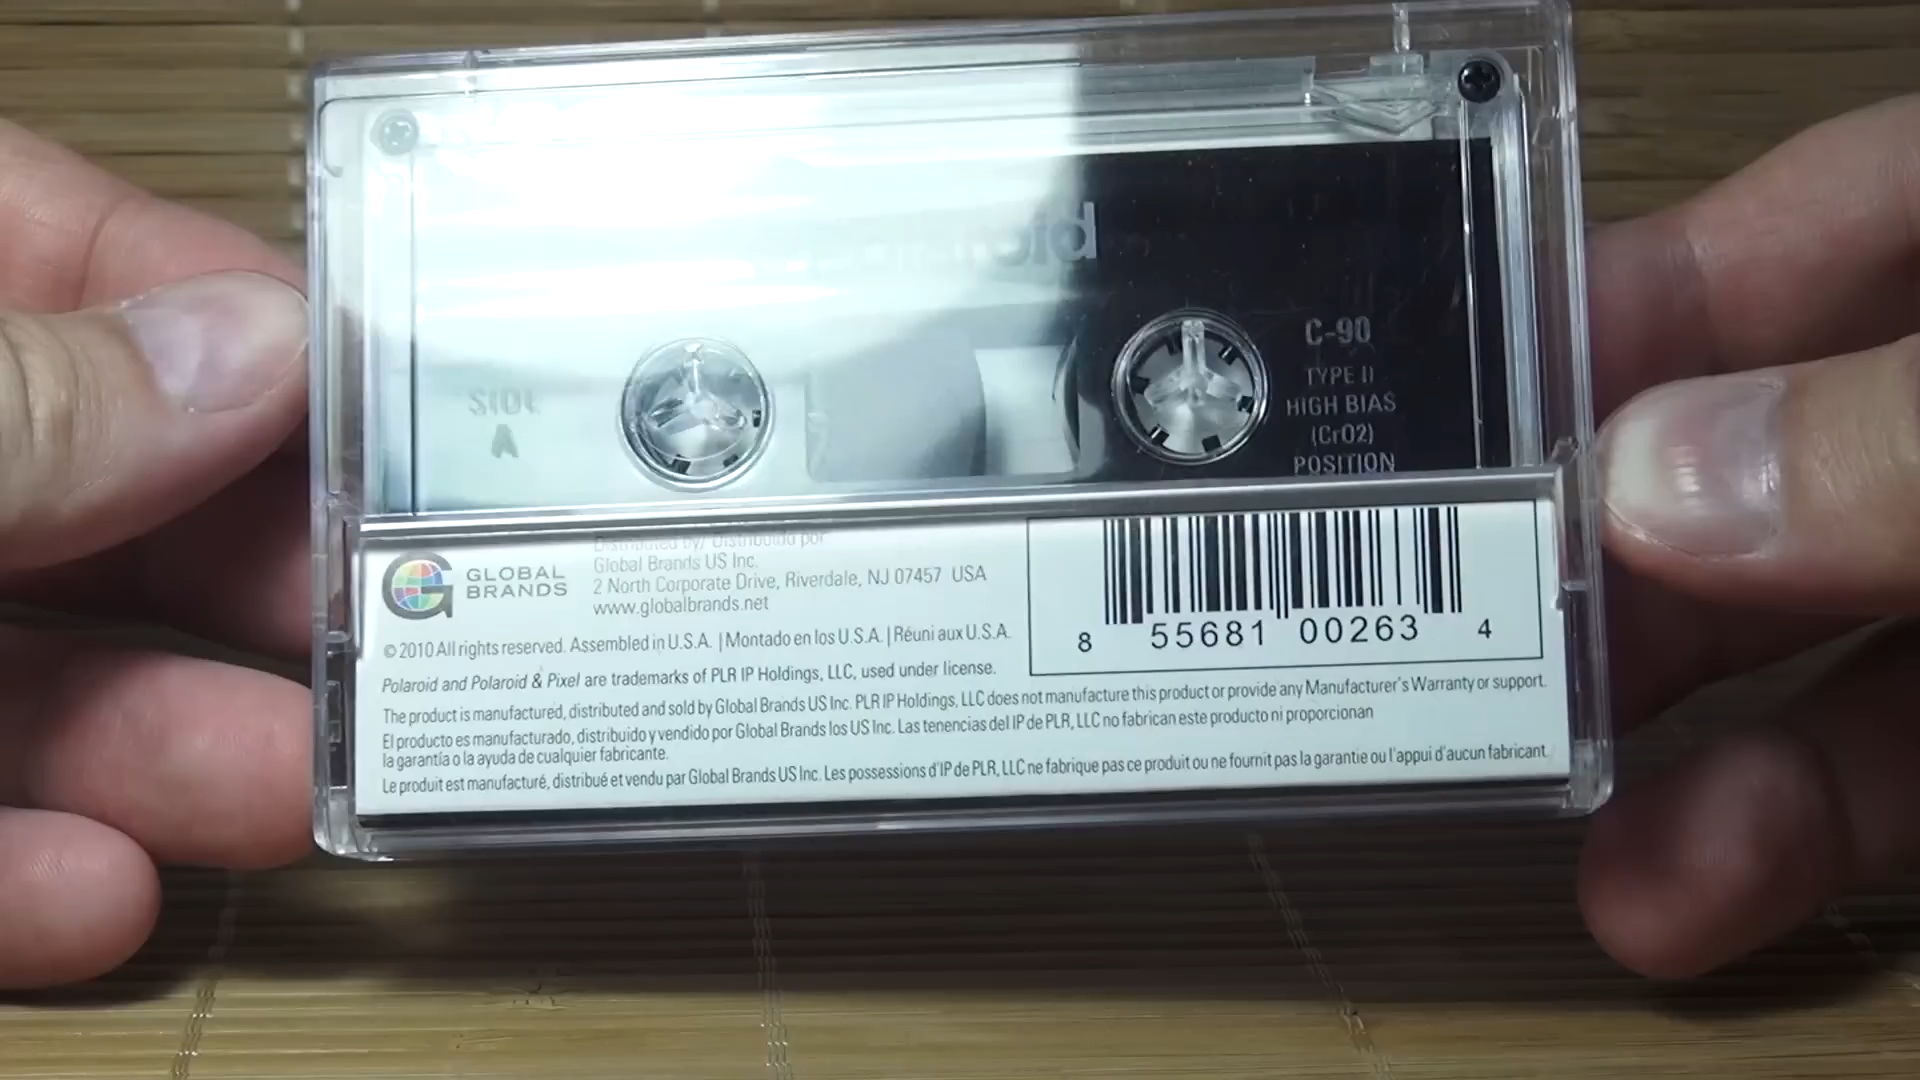 Polaroid
C-90
TYPE II
HIGH BIAS
(CrO2)
POSITION
SIDE
A
GLOBAL
BRANDS
Distributed by/ Distribuido por
Global Brands US Inc.
2 North Corporate Drive, Riverdale, NJ 07457 USA
www.globalbrands.net
© 2010 All rights reserved. Assembled in U.S.A. | Montado en los U.S.A. | Réuni aux U.S.A.
8 55681 00263 4
Polaroid and Polaroid & Pixel are trademarks of PLR IP Holdings, LLC, used under license.
The product is manufactured, distributed and sold by Global Brands US Inc. PLR IP Holdings, LLC does not manufacture this product or provide any Manufacturer's Warranty or support.
El producto es manufacturado, distribuido y vendido por Global Brands los US Inc. Las tenencias del IP de PLR, LLC no fabrican este producto ni proporcionan
la garantía o la ayuda de cualquier fabricante.
Le produit est manufacturé, distribué et vendu par Global Brands US Inc. Les possessions d'IP de PLR, LLC ne fabrique pas ce produit ou ne fournit pas la garantie ou l'appui d'aucun fabricant.